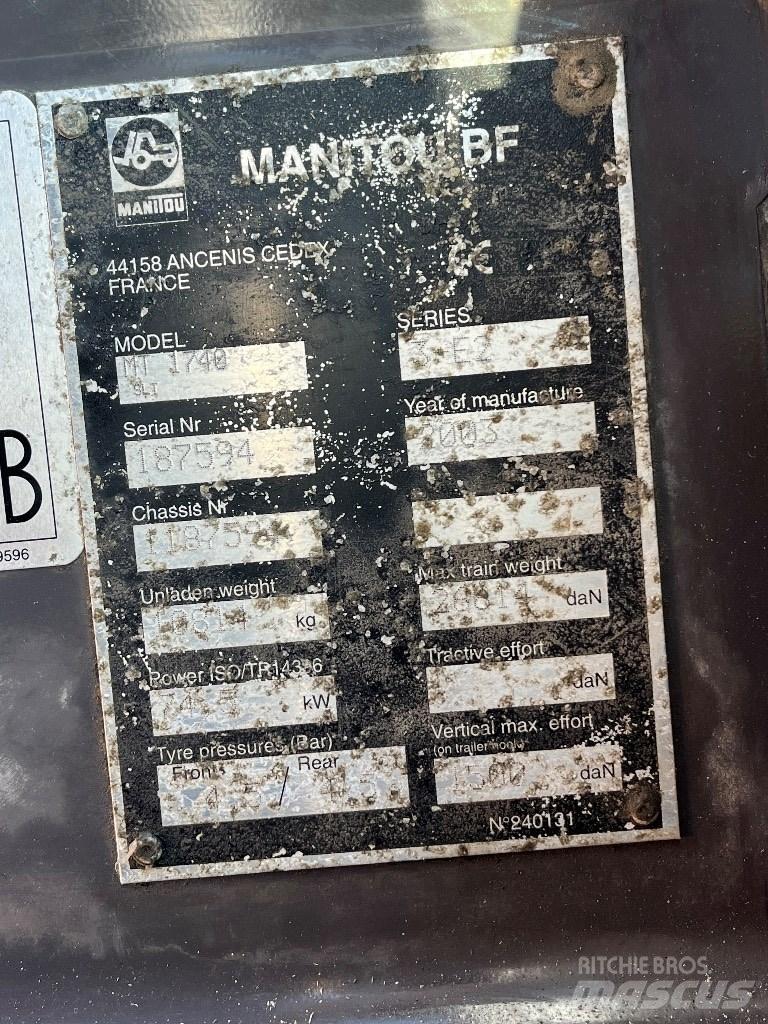 MANITOU
MANITOU BF
44158 ANCENIS CEDEX
FRANCE
CE
MODEL
MT 1740
SERIES
3-E2
Serial Nr
187594
Year of manufacture
2003
Chassis Nr
Unladen weight
kg
Max train weight
daN
Power ISO/TR14396
kW
Tractive effort
daN
Tyre pressures (Bar)
Front / Rear
Vertical max. effort
(on trailer only)
1500 daN
N°240131
B
9596
RITCHIE BROS.
mascus